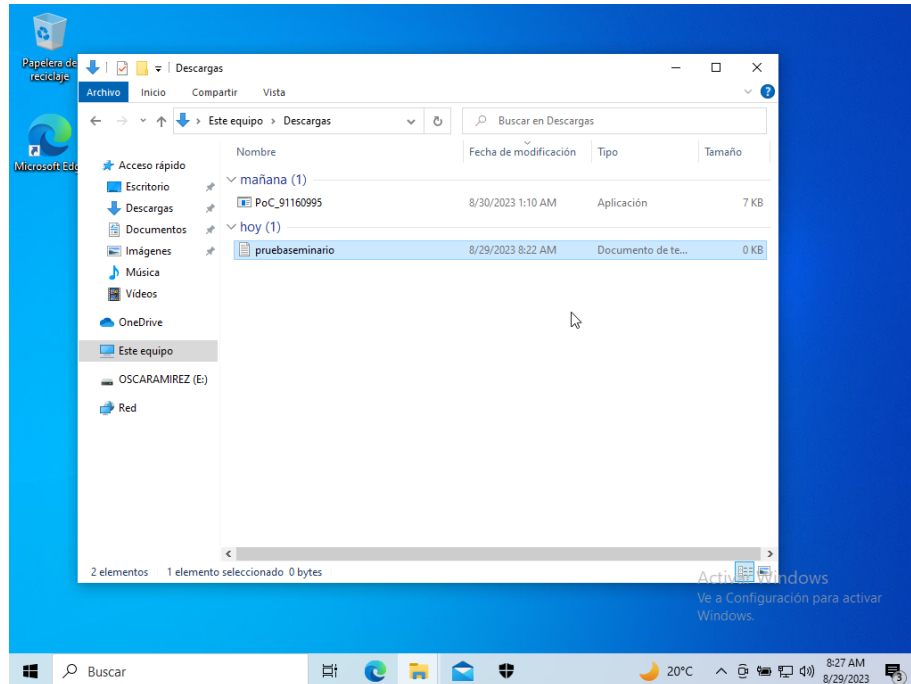 Papelera de
reciclaje
Microsoft Edg
Descargas
Archivo Inicio Compartir Vista
Este equipo > Descargas
Buscar en Descargas
Nombre Fecha de modificación Tipo Tamaño
mañana (1)
PoC_91160995 8/30/2023 1:10 AM Aplicación 7 KB
hoy (1)
pruebaseminario 8/29/2023 8:22 AM Documento de te... 0 KB
Acceso rápido
Escritorio
Descargas
Documentos
Imágenes
Música
Vídeos
OneDrive
Este equipo
OSCARAMIREZ (E:)
Red
2 elementos 1 elemento seleccionado 0 bytes
Activar Windows
Ve a Configuración para activar
Windows.
Buscar 20°C 8:27 AM
8/29/2023
3